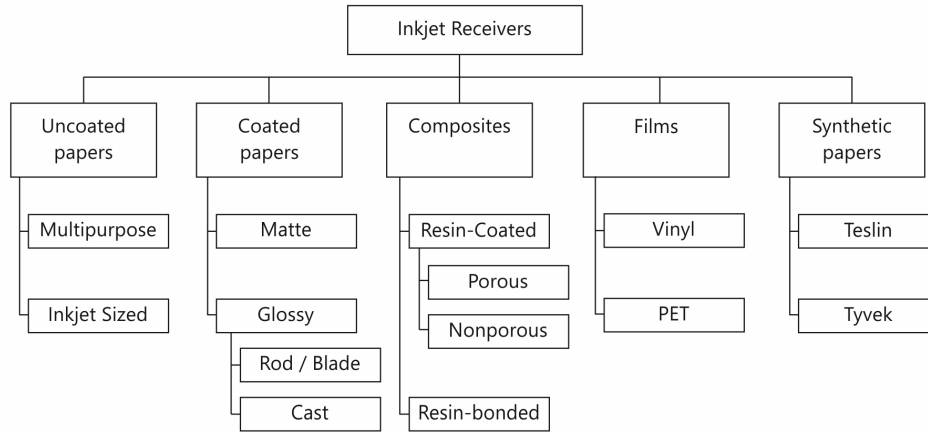 Inkjet Receivers
Uncoated
papers
Coated
papers
Composites
Films
Synthetic
papers
Multipurpose
Inkjet Sized
Matte
Glossy
Rod / Blade
Cast
Resin-Coated
Porous
Nonporous
Resin-bonded
Vinyl
PET
Teslin
Tyvek